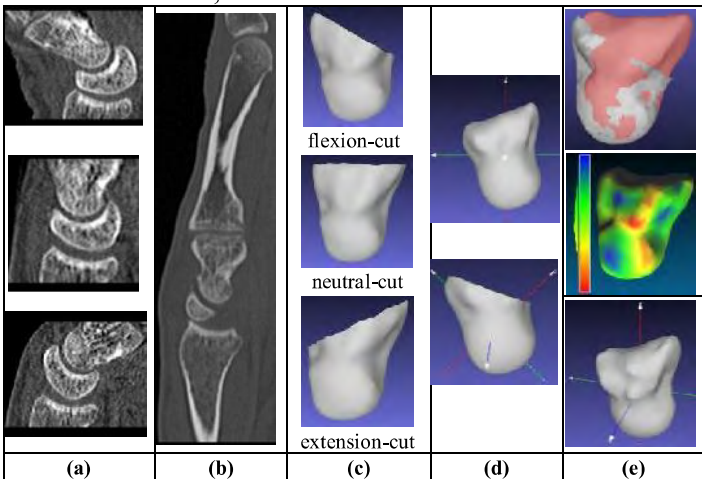 flexion-cut
neutral-cut
extension-cut
(a) (b) (c) (d) (e)